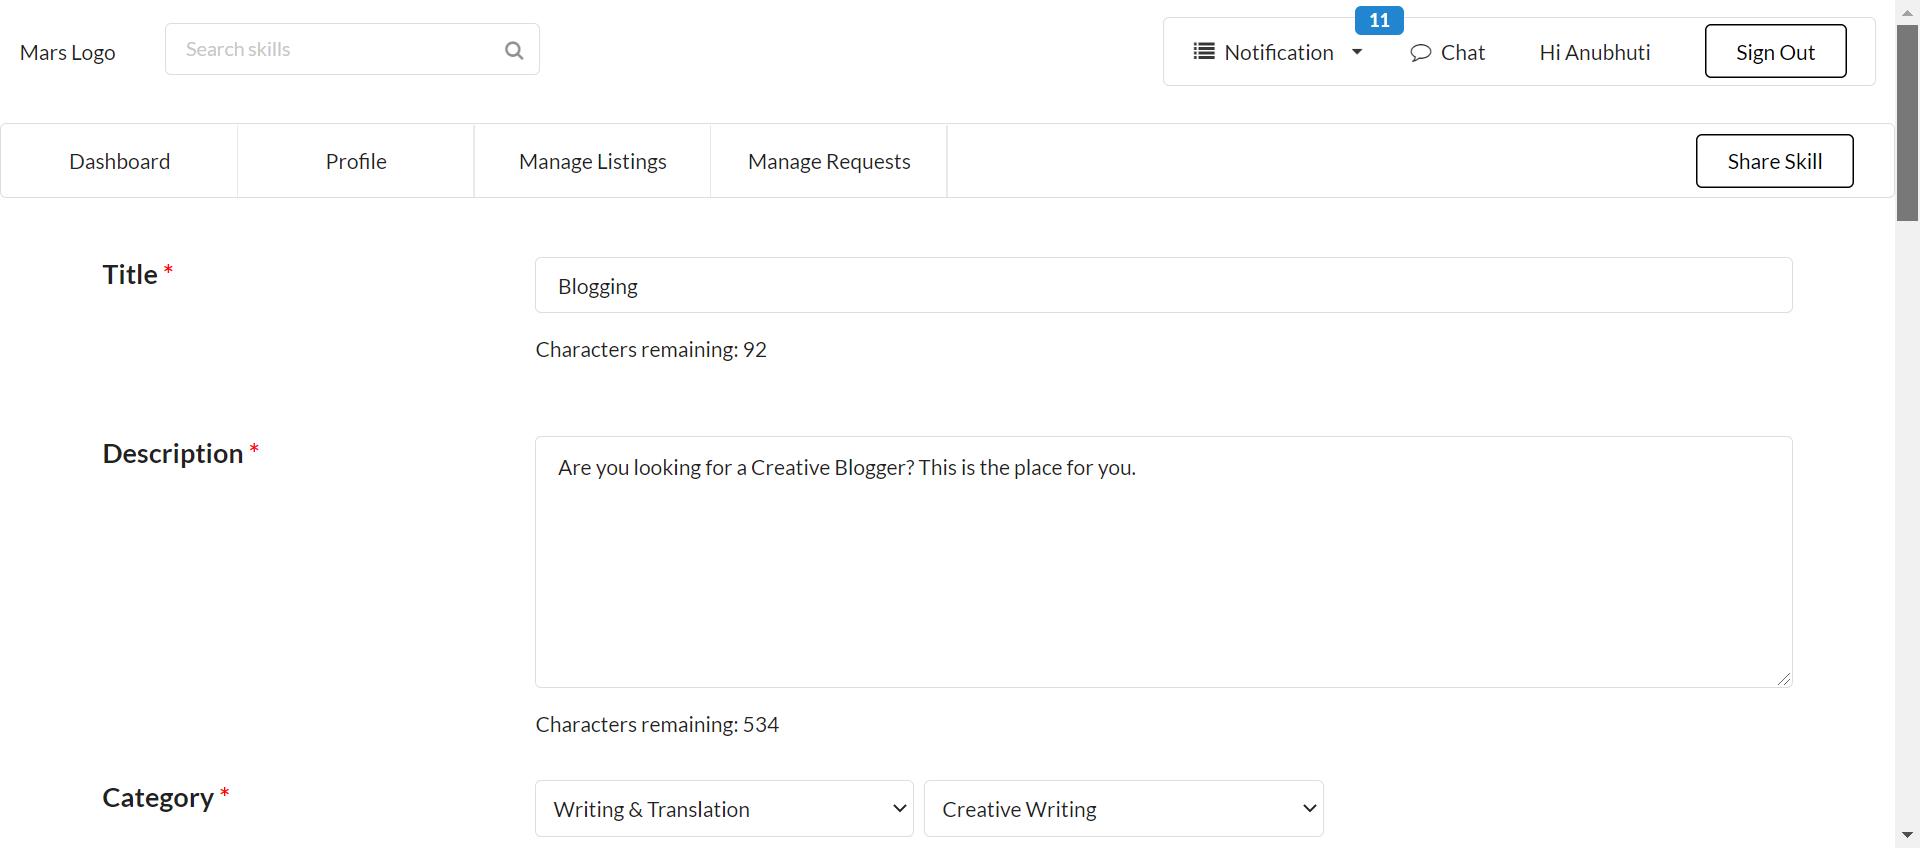 Mars Logo
Search skills
11
Notification
Chat
Hi Anubhuti
Sign Out
Dashboard
Profile
Manage Listings
Manage Requests
Share Skill
Title *
Blogging
Characters remaining: 92
Description *
Are you looking for a Creative Blogger? This is the place for you.
Characters remaining: 534
Category *
Writing & Translation
Creative Writing